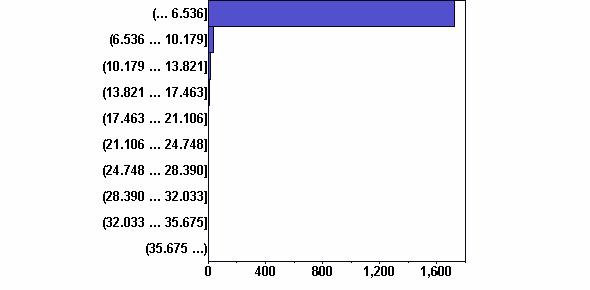 (... 6.536]
(6.536 ... 10.179]
(10.179 ... 13.821]
(13.821 ... 17.463]
(17.463 ... 21.106]
(21.106 ... 24.748]
(24.748 ... 28.390]
(28.390 ... 32.033]
(32.033 ... 35.675]
(35.675 ...)
0 400 800 1,200 1,600